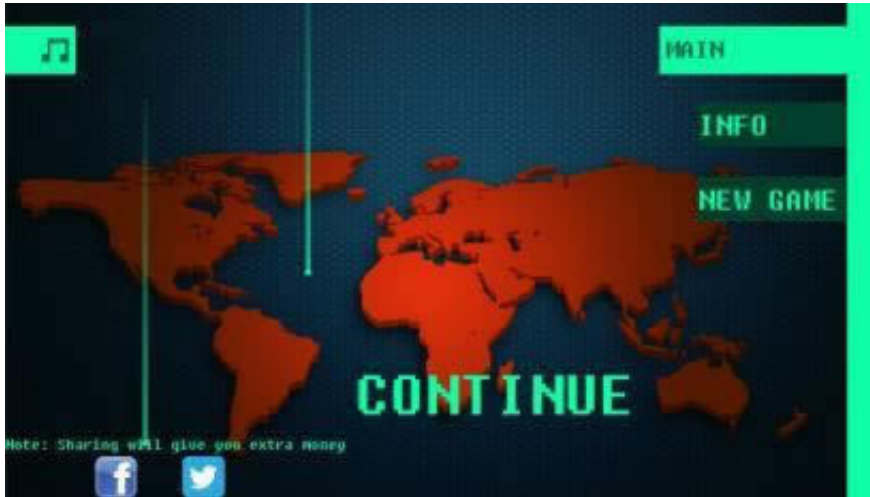 MAIN
INFO
NEW GAME
CONTINUE
Note: Sharing will give you extra money